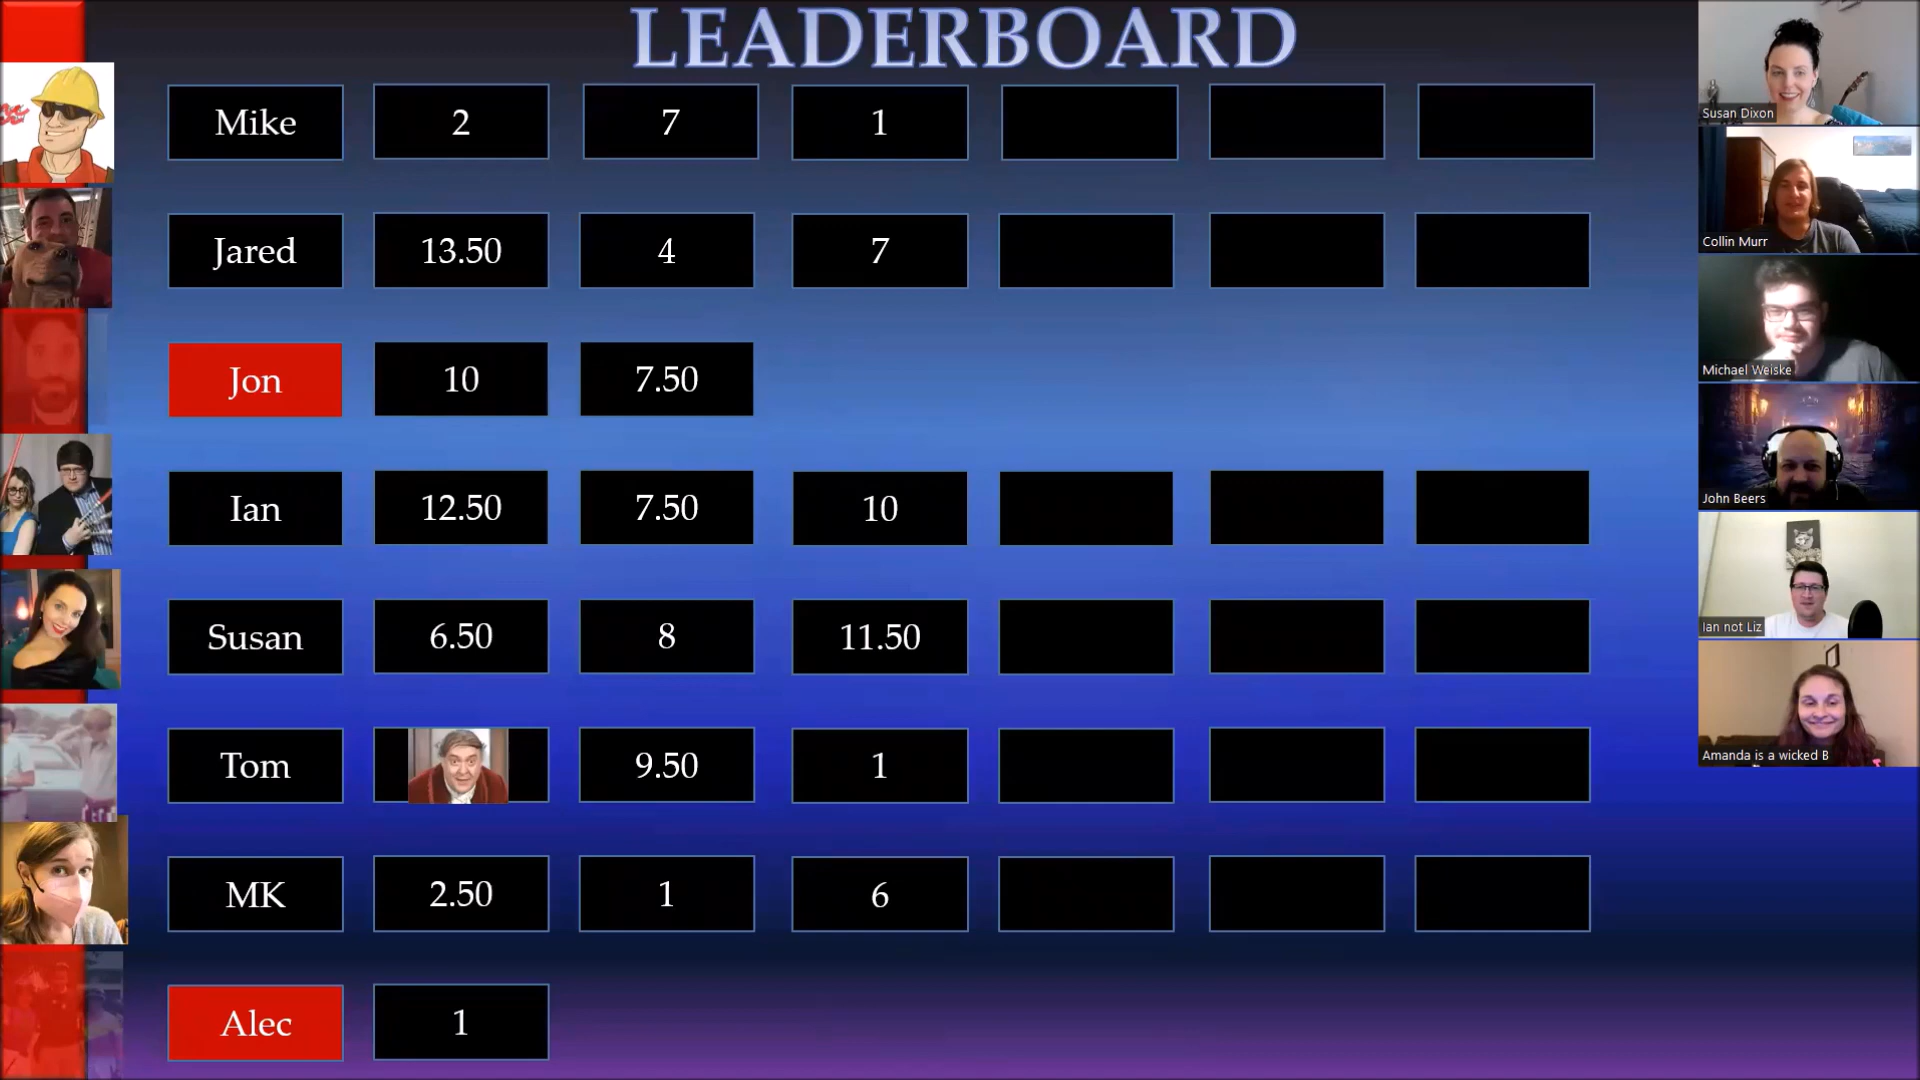 LEADERBOARD
Mike 2 7 1
Jared 13.50 4 7
Jon 10 7.50
Ian 12.50 7.50 10
Susan 6.50 8 11.50
Tom 9.50 1
MK 2.50 1 6
Alec 1
Susan Dixon
Collin Murr
Michael Weiske
John Beers
Ian not Liz
Amanda is a wicked B